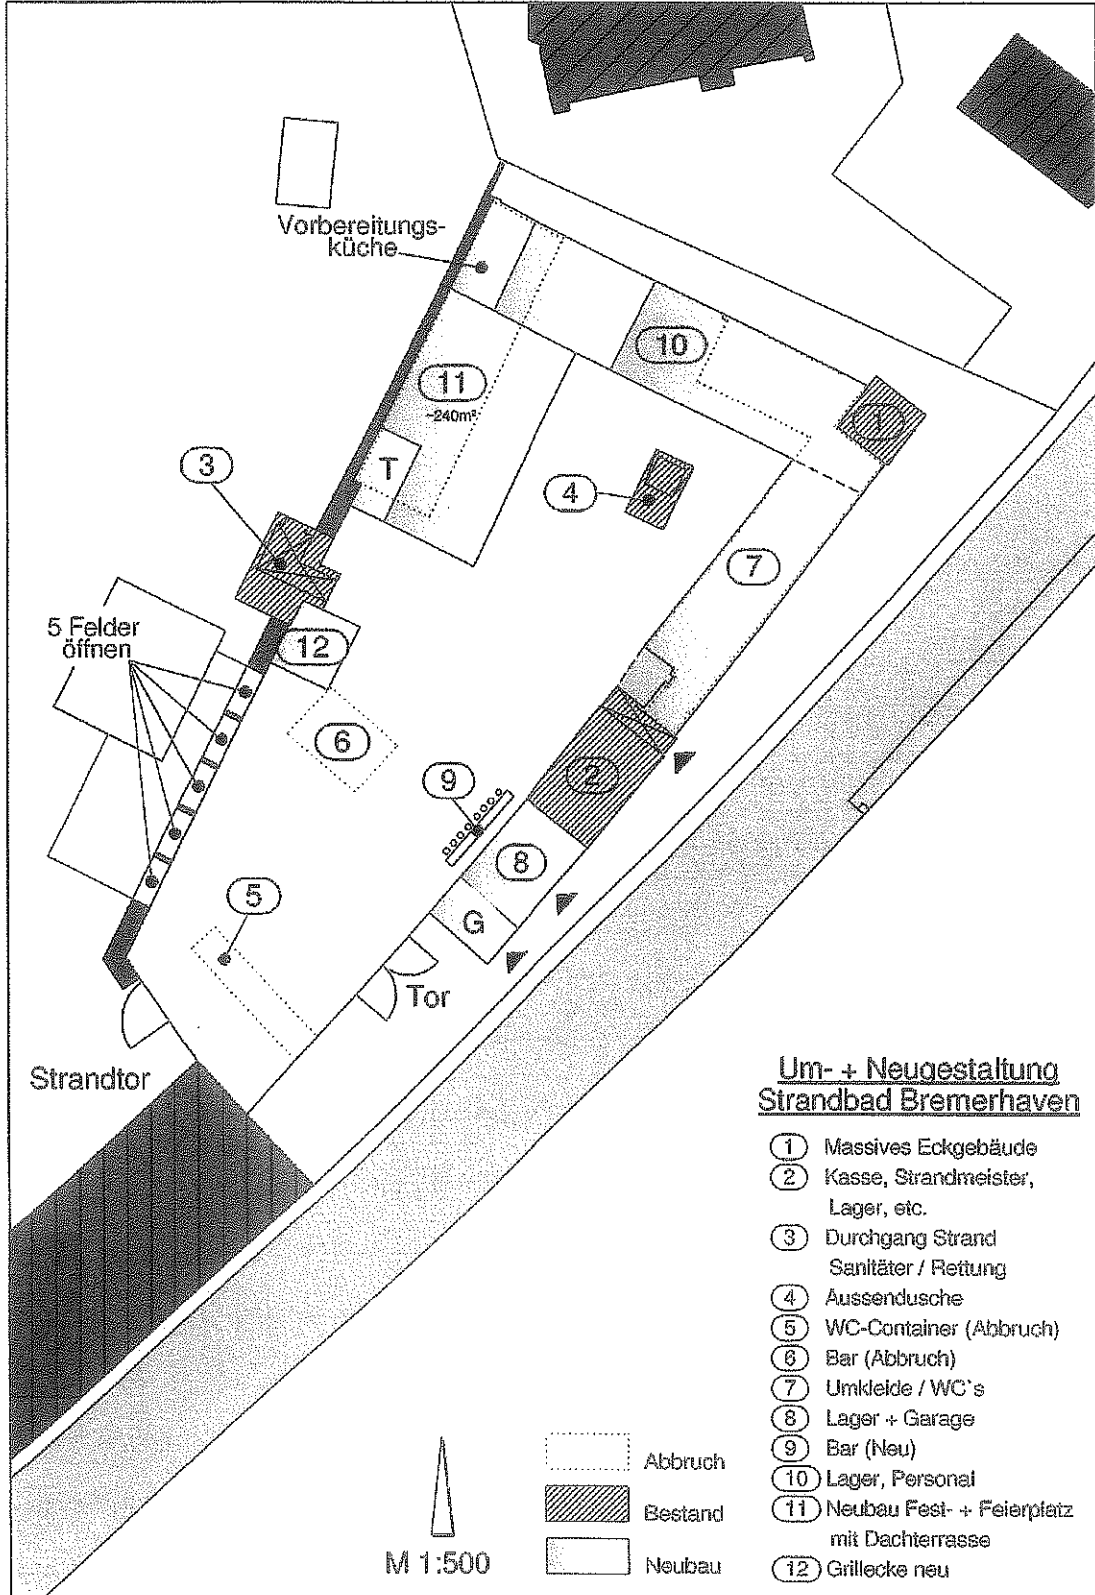 Vorbereitungs-
küche
10
1
11
~240m²
T
3
4
7
5 Felder
öffnen
12
6
2
9
8
5
G
Tor
Strandtor
Um- + Neugestaltung
Strandbad Bremerhaven
1 Massives Eckgebäude
2 Kasse, Strandmeister,
Lager, etc.
3 Durchgang Strand
Sanitäter / Rettung
4 Aussendusche
5 WC-Container (Abbruch)
6 Bar (Abbruch)
7 Umkleide / WC`s
8 Lager + Garage
9 Bar (Neu)
10 Lager, Personal
11 Neubau Fest- + Feierplatz
mit Dachterrasse
12 Grillecke neu
Abbruch
Bestand
Neubau
M 1:500